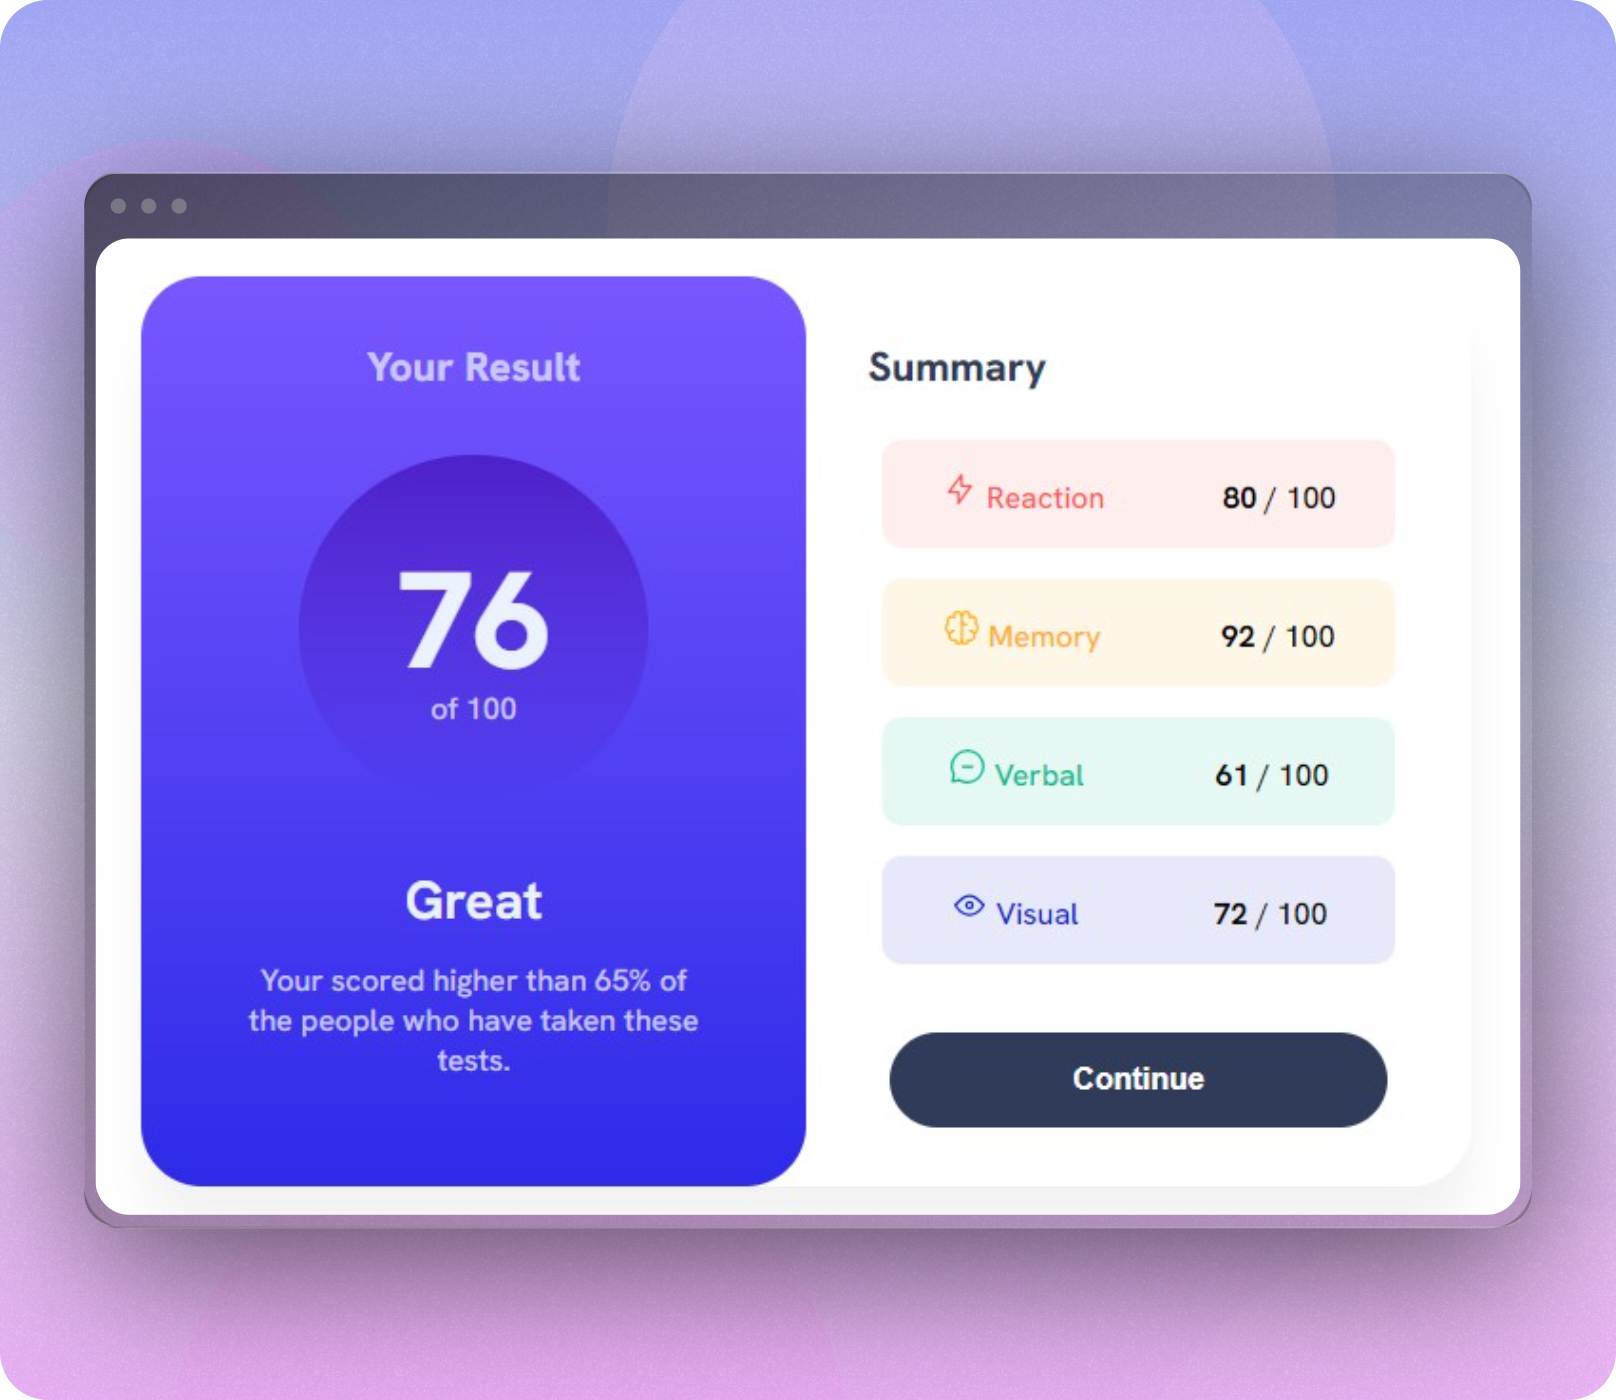 Your Result
76
of 100
Great
Your scored higher than 65% of
the people who have taken these
tests.
Summary
Reaction 80 / 100
Memory 92 / 100
Verbal 61 / 100
Visual 72 / 100
Continue